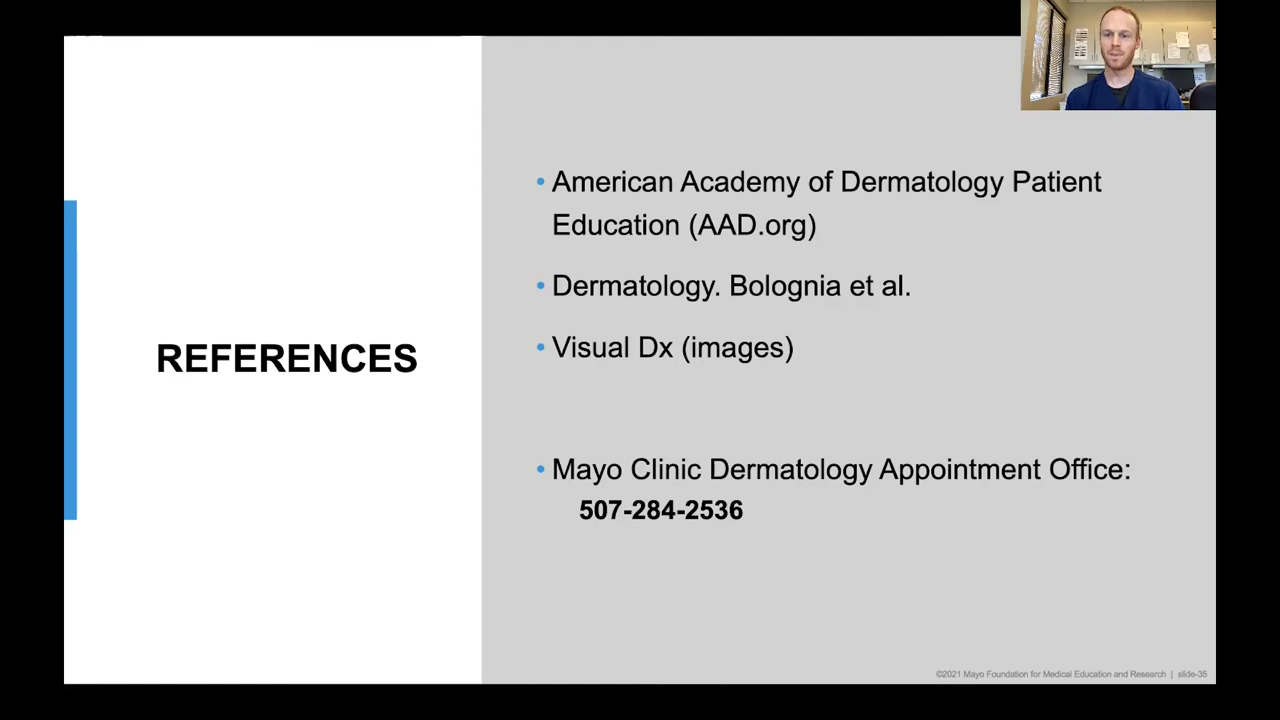 REFERENCES
• American Academy of Dermatology Patient
Education (AAD.org)
• Dermatology. Bolognia et al.
• Visual Dx (images)
• Mayo Clinic Dermatology Appointment Office:
507-284-2536
©2021 Mayo Foundation for Medical Education and Research | slide-35